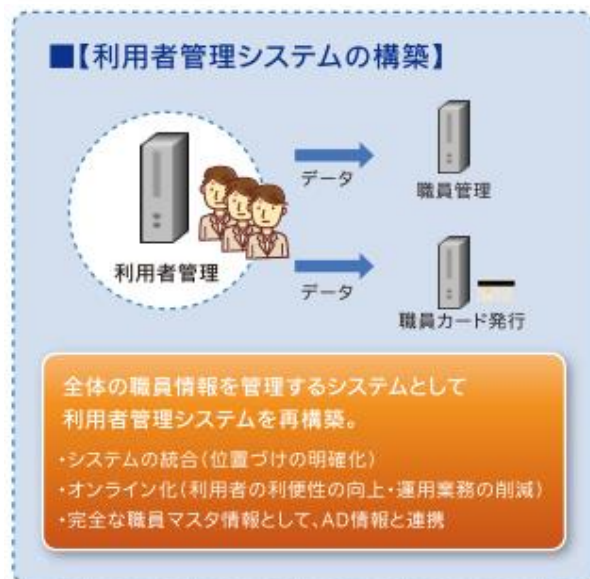 ■【利用者管理システムの構築】
データ
職員管理
利用者管理
データ
職員カード発行
全体の職員情報を管理するシステムとして
利用者管理システムを再構築。
・システムの統合（位置づけの明確化）
・オンライン化（利用者の利便性の向上・運用業務の削減）
・完全な職員マスタ情報として、AD情報と連携